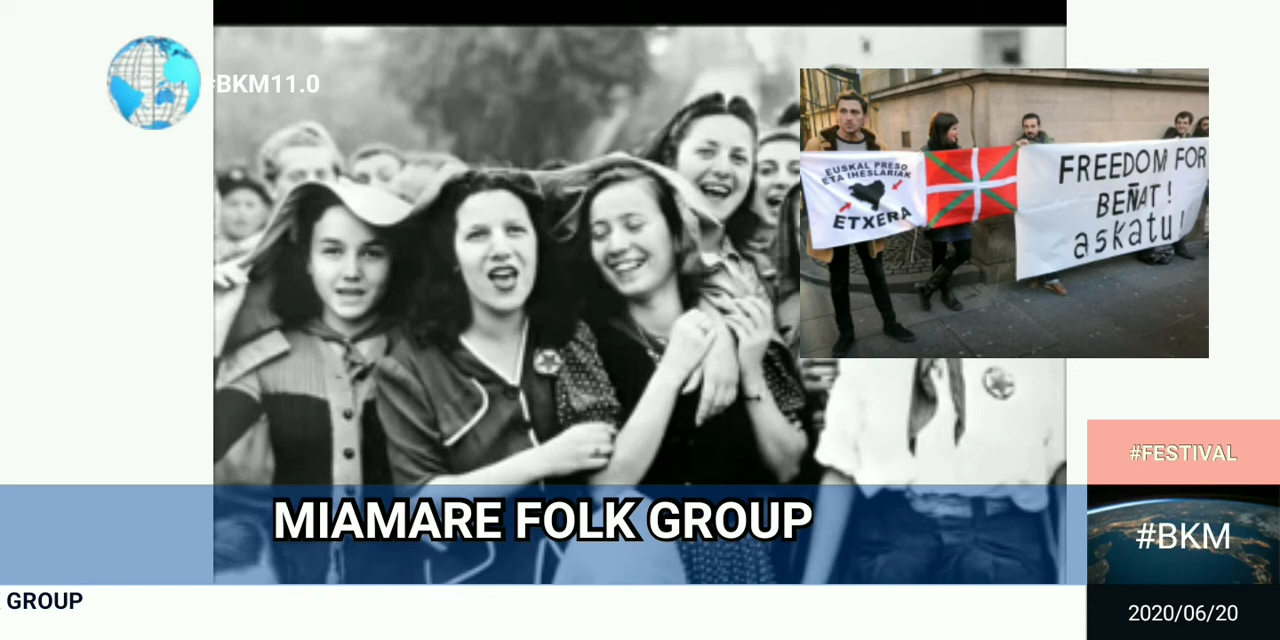 #BKM11.0
EUSKAL PRESO
ETA IHESLARIAK
ETXERA
FREEDOM FOR
BEÑAT !
askatu!
#FESTIVAL
MIAMARE FOLK GROUP
#BKM
GROUP
2020/06/20